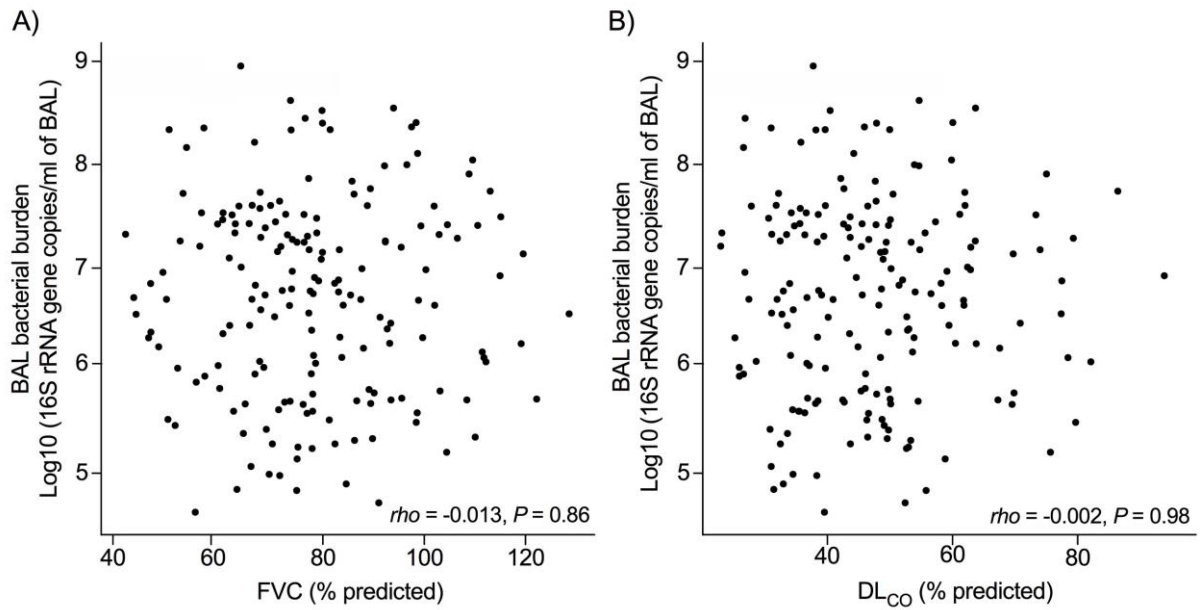 A)
BAL bacterial burden
Log10 (16S rRNA gene copies/ml of BAL)
9
8
7
6
5
40 60 80 100 120
FVC (% predicted)
rho = -0.013, P = 0.86
B)
BAL bacterial burden
Log10 (16S rRNA gene copies/ml of BAL)
9
8
7
6
5
40 60 80
DLCO (% predicted)
rho = -0.002, P = 0.98